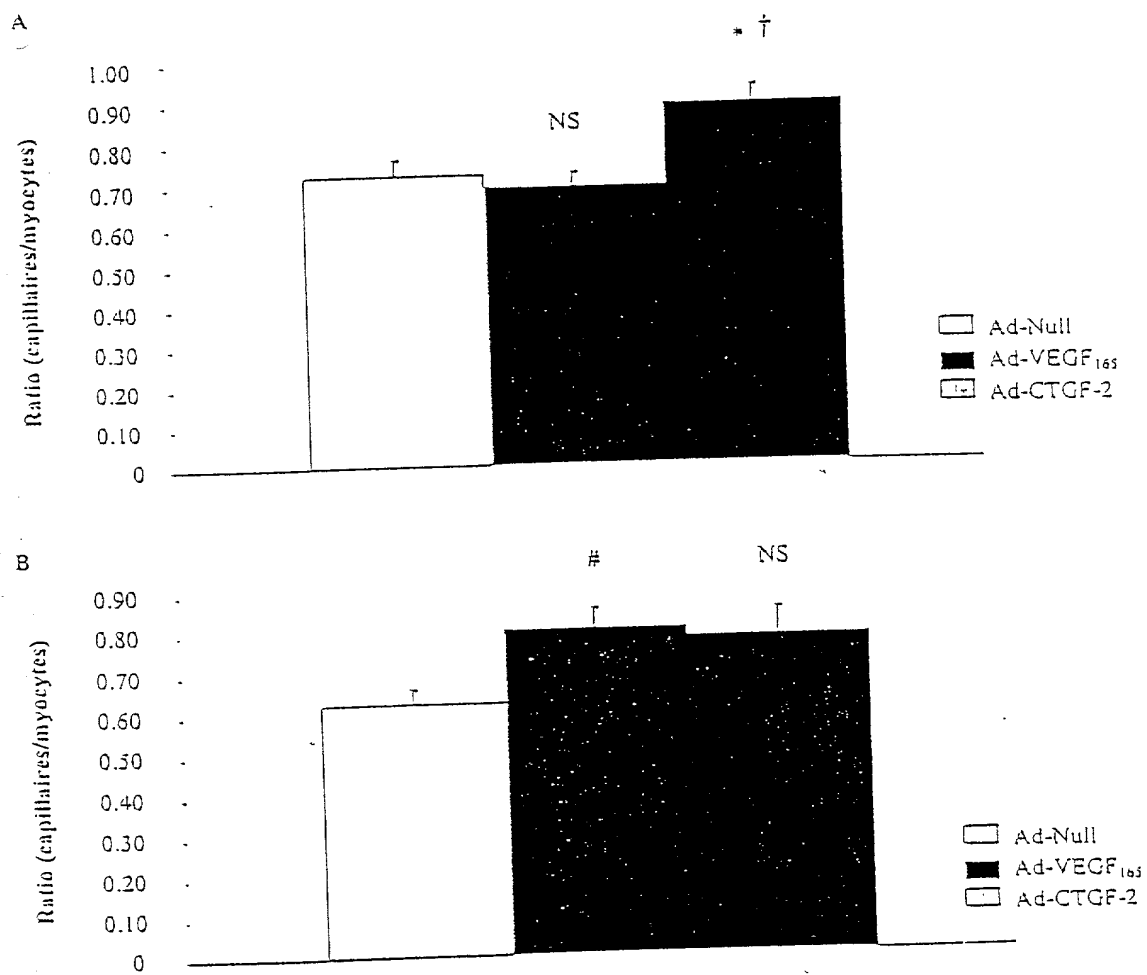 A
* †
1.00
0.90
NS
0.80
0.70
0.60
0.50
0.40
0.30
0.20
0.10
0
Ratio (capillaires/myocytes)
Ad-Null
Ad-VEGF₁₆₅
Ad-CTGF-2
B
# NS
0.90
0.80
0.70
0.60
0.50
0.40
0.30
0.20
0.10
0
Ratio (capillaires/myocytes)
Ad-Null
Ad-VEGF₁₆₅
Ad-CTGF-2